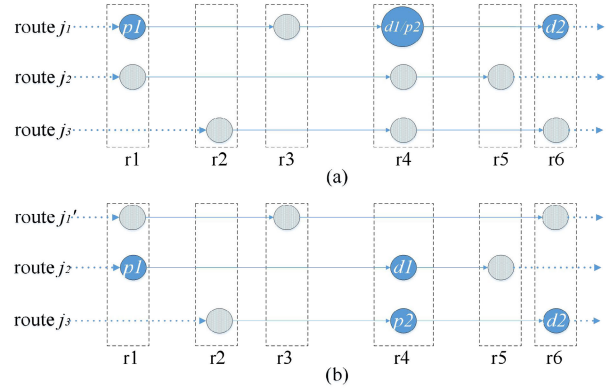 route j1 p1 d1/p2 d2
route j2
route j3
r1 r2 r3 r4 r5 r6
(a)
route j1'
route j2 p1 d1
route j3 p2 d2
r1 r2 r3 r4 r5 r6
(b)